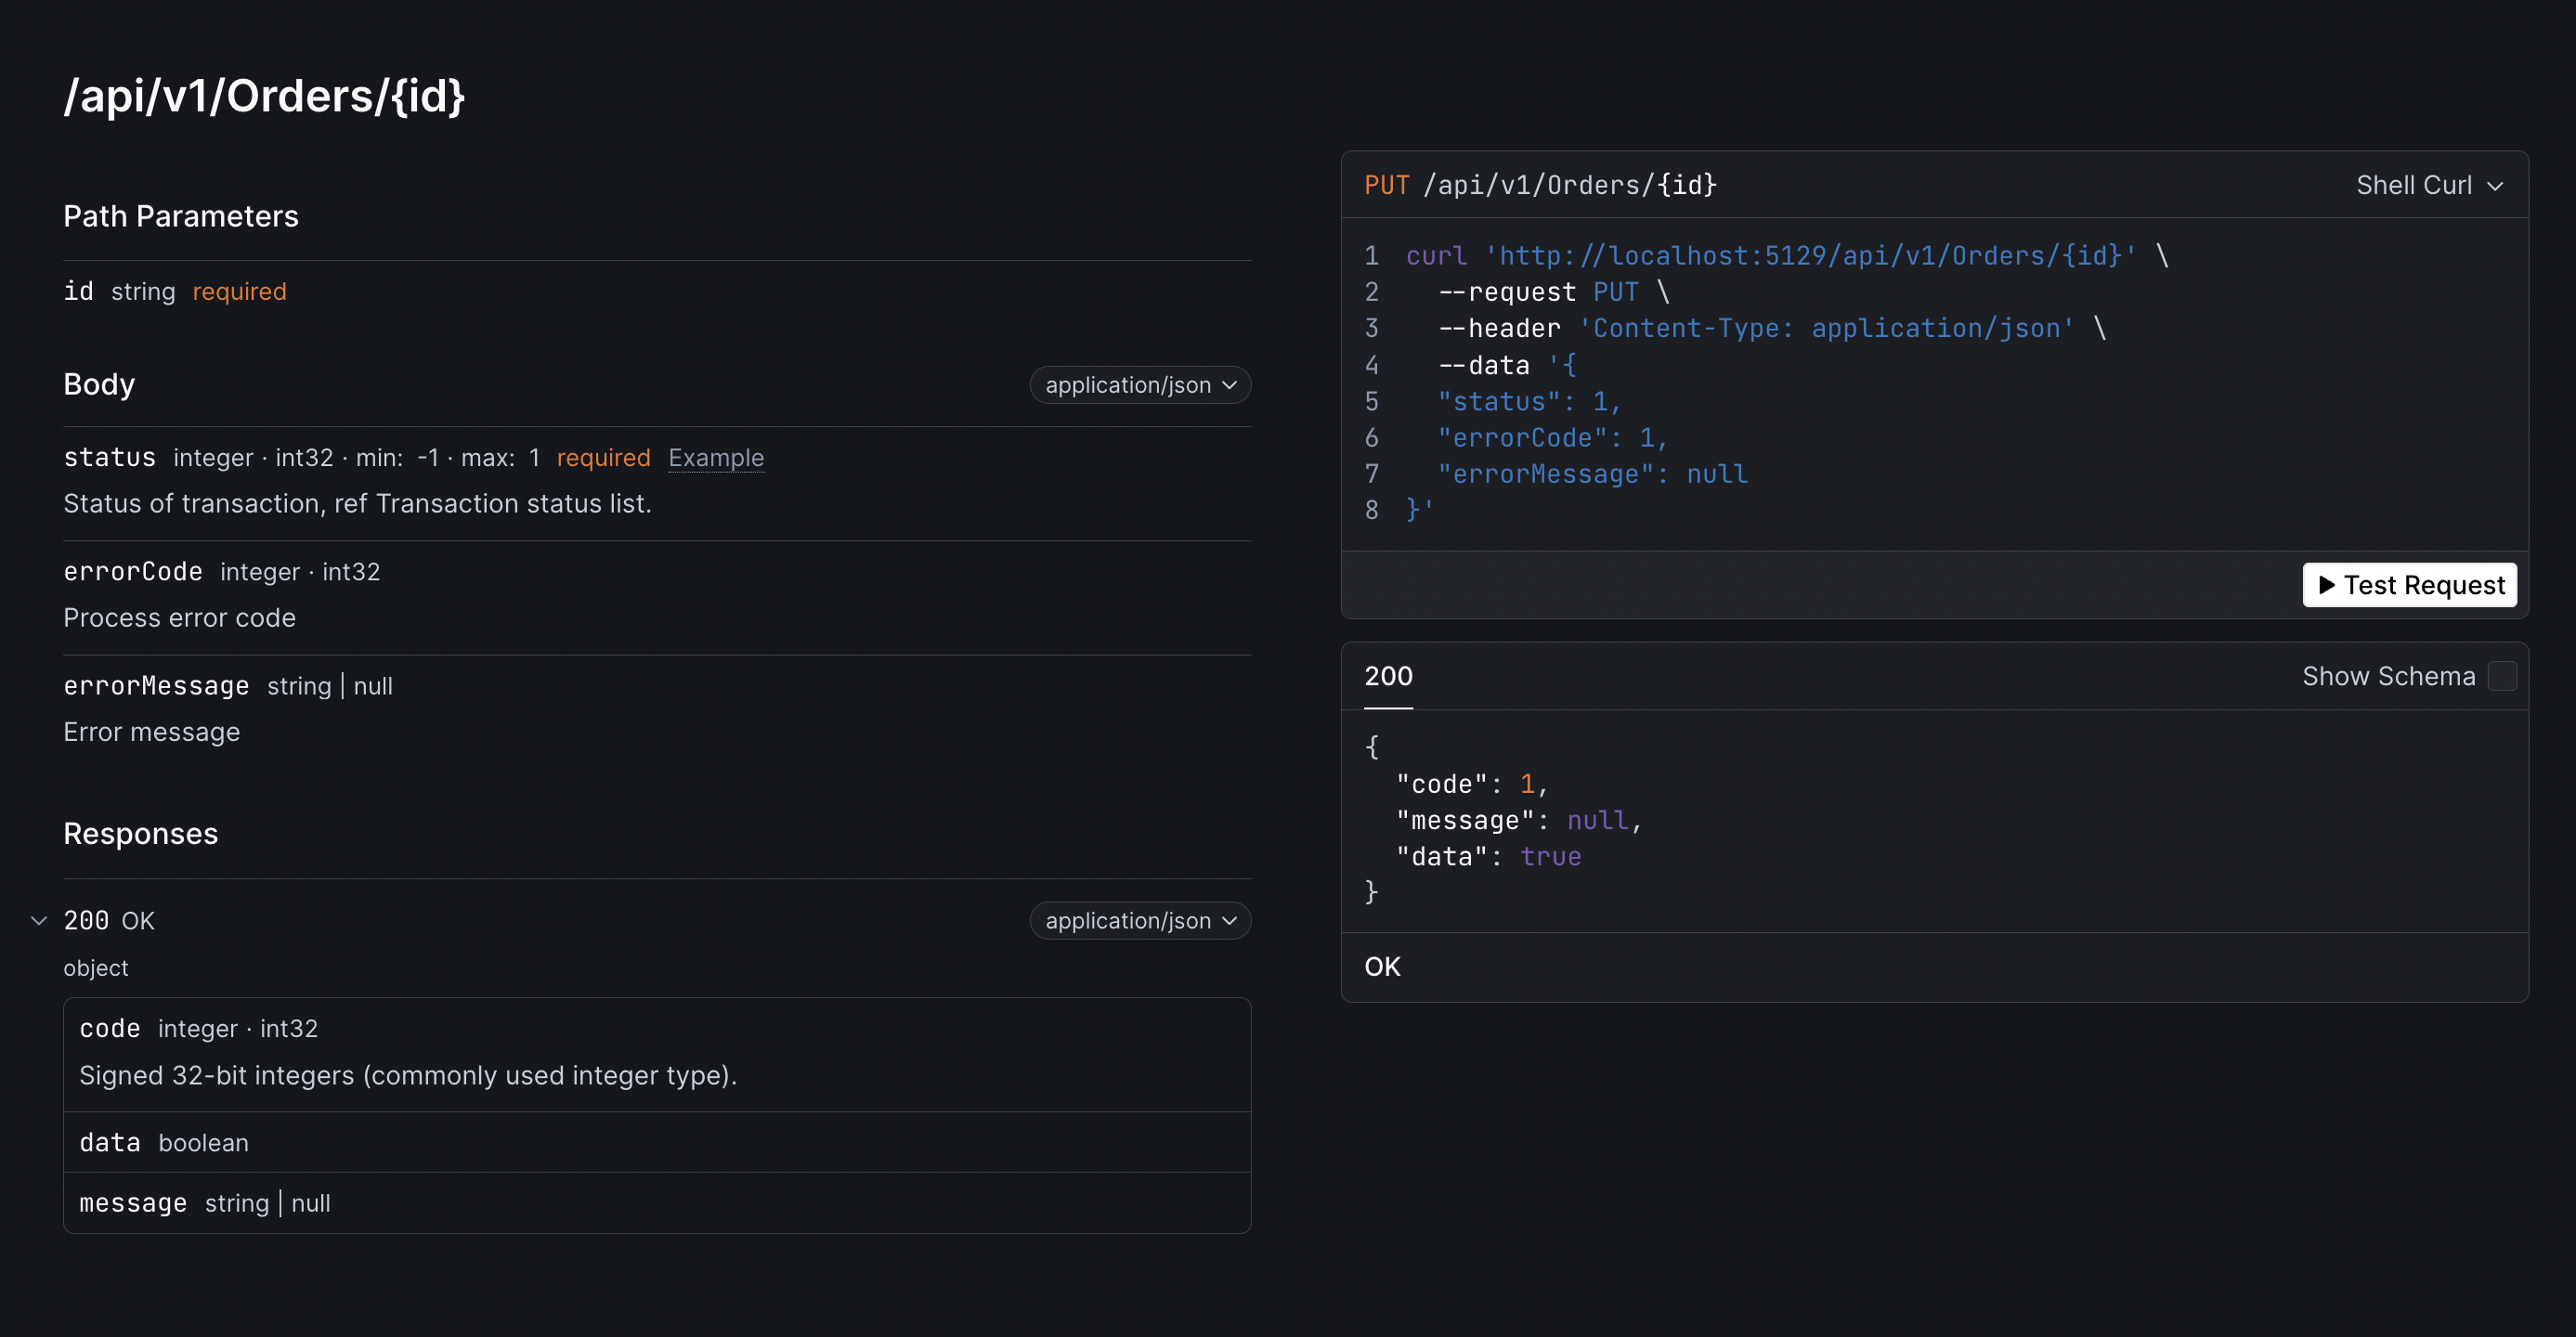 /api/v1/Orders/{id}
Path Parameters
id string required
Body application/json
status integer · int32 · min: -1 · max: 1 required Example
Status of transaction, ref Transaction status list.
errorCode integer · int32
Process error code
errorMessage string | null
Error message
Responses
200 OK application/json
object
code integer · int32
Signed 32-bit integers (commonly used integer type).
data boolean
message string | null
PUT /api/v1/Orders/{id} Shell Curl
1 curl 'http://localhost:5129/api/v1/Orders/{id}' \
2 --request PUT \
3 --header 'Content-Type: application/json' \
4 --data '{
5 "status": 1,
6 "errorCode": 1,
7 "errorMessage": null
8 }'
Test Request
200 Show Schema
{
"code": 1,
"message": null,
"data": true
}
OK